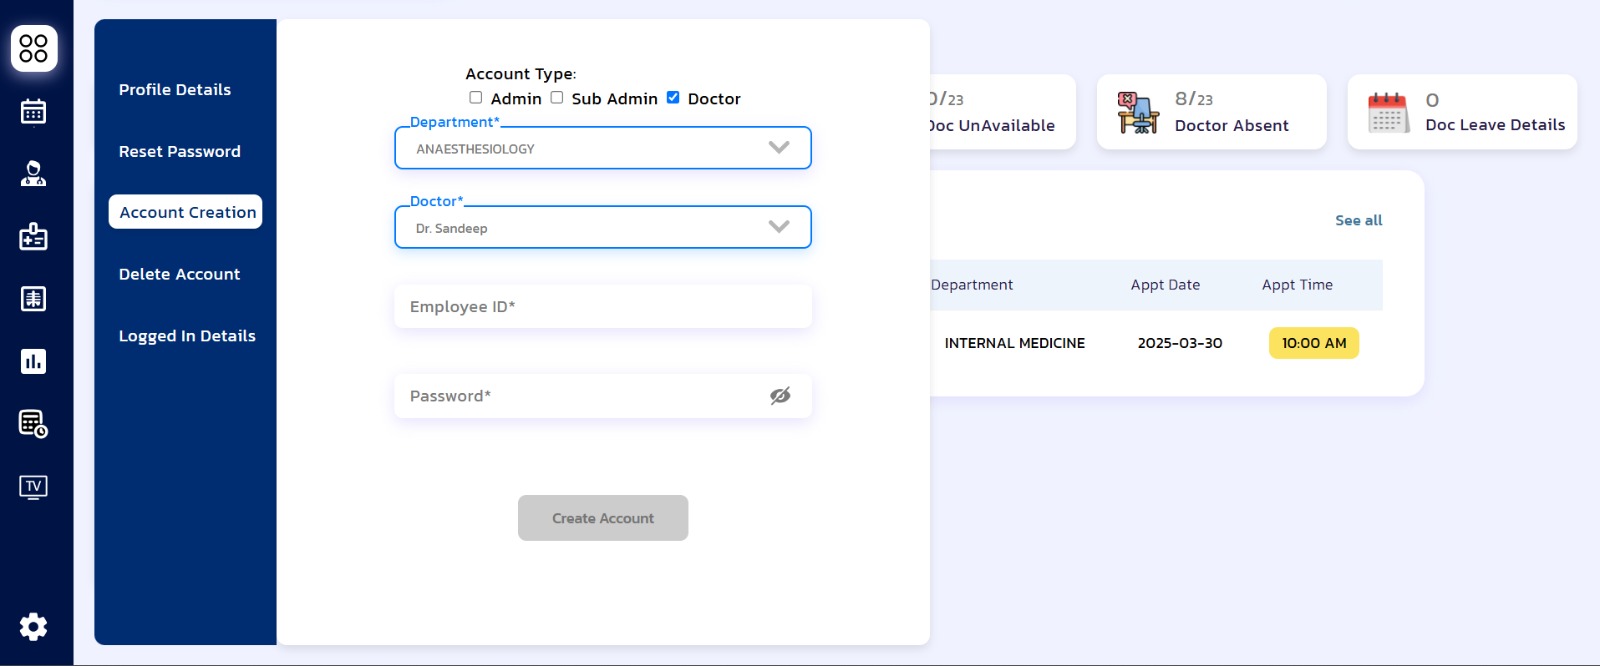 Profile Details
Reset Password
Account Creation
Delete Account
Logged In Details
Account Type:
Admin Sub Admin Doctor
Department*
ANAESTHESIOLOGY
Doctor*
Dr. Sandeep
Employee ID*
Password*
Create Account
0/23
Doc UnAvailable
8/23
Doctor Absent
0
Doc Leave Details
See all
Department Appt Date Appt Time
INTERNAL MEDICINE 2025-03-30 10:00 AM
TV